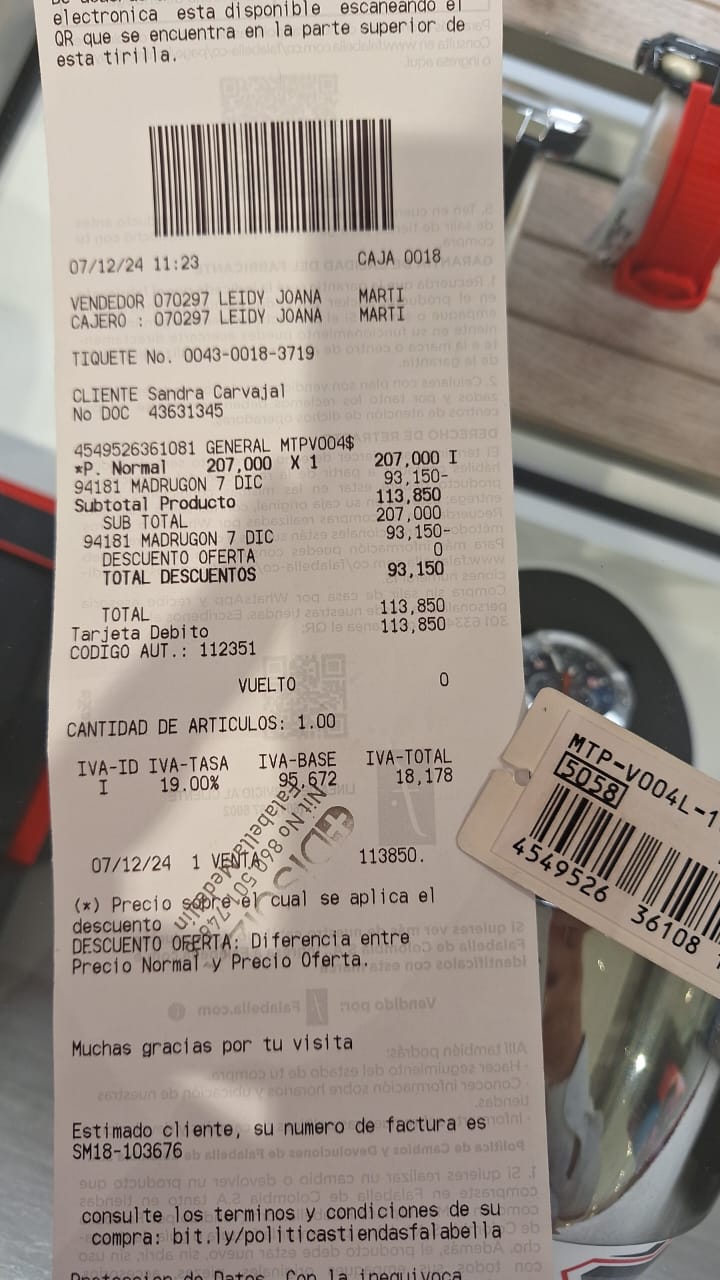 electronica esta disponible escaneando el
QR que se encuentra en la parte superior de
esta tirilla.
07/12/24 11:23 CAJA 0018
VENDEDOR 070297 LEIDY JOANA MARTI
CAJERO : 070297 LEIDY JOANA MARTI
TIQUETE No. 0043-0018-3719
CLIENTE Sandra Carvajal
No DOC 43631345
4549526361081 GENERAL MTPV004$
*P. Normal 207,000 X 1 207,000 I
94181 MADRUGON 7 DIC 93,150-
Subtotal Producto 113,850
SUB TOTAL 207,000
94181 MADRUGON 7 DIC 93,150-
DESCUENTO OFERTA 0
TOTAL DESCUENTOS 93,150
TOTAL 113,850
Tarjeta Debito 113,850
CODIGO AUT.: 112351
VUELTO 0
CANTIDAD DE ARTICULOS: 1.00
IVA-ID IVA-TASA IVA-BASE IVA-TOTAL
I 19.00% 95,672 18,178
07/12/24 1 VENTA 113850.
(*) Precio sobre el cual se aplica el
descuento
DESCUENTO OFERTA: Diferencia entre
Precio Normal y Precio Oferta.
Muchas gracias por tu visita
Estimado cliente, su numero de factura es
SM18-103676
consulte los terminos y condiciones de su
compra: bit.ly/politicastiendasfalabella
Falabella Medellín
MTP-V004L-1
5058
4549526 36108 1